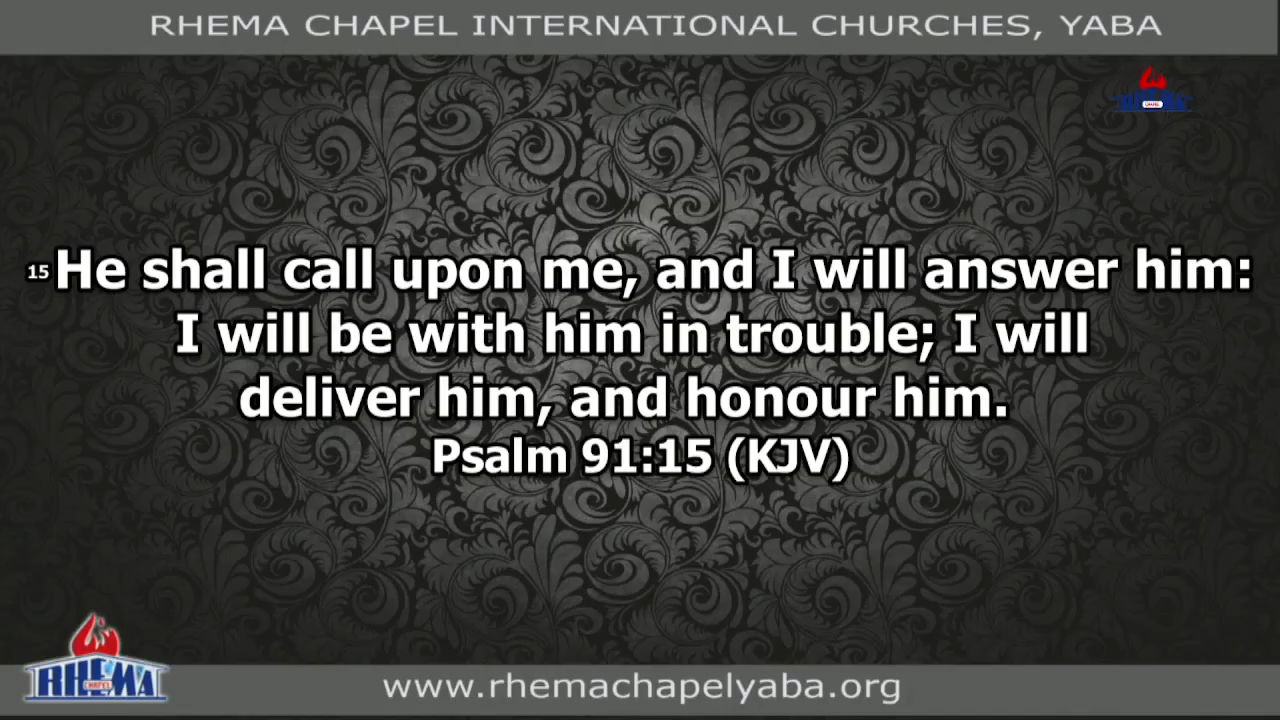 RHEMA CHAPEL INTERNATIONAL CHURCHES, YABA
15 He shall call upon me, and I will answer him:
I will be with him in trouble; I will
deliver him, and honour him.
Psalm 91:15 (KJV)
RHEMA
CHAPEL
www.rhemachapelyaba.org